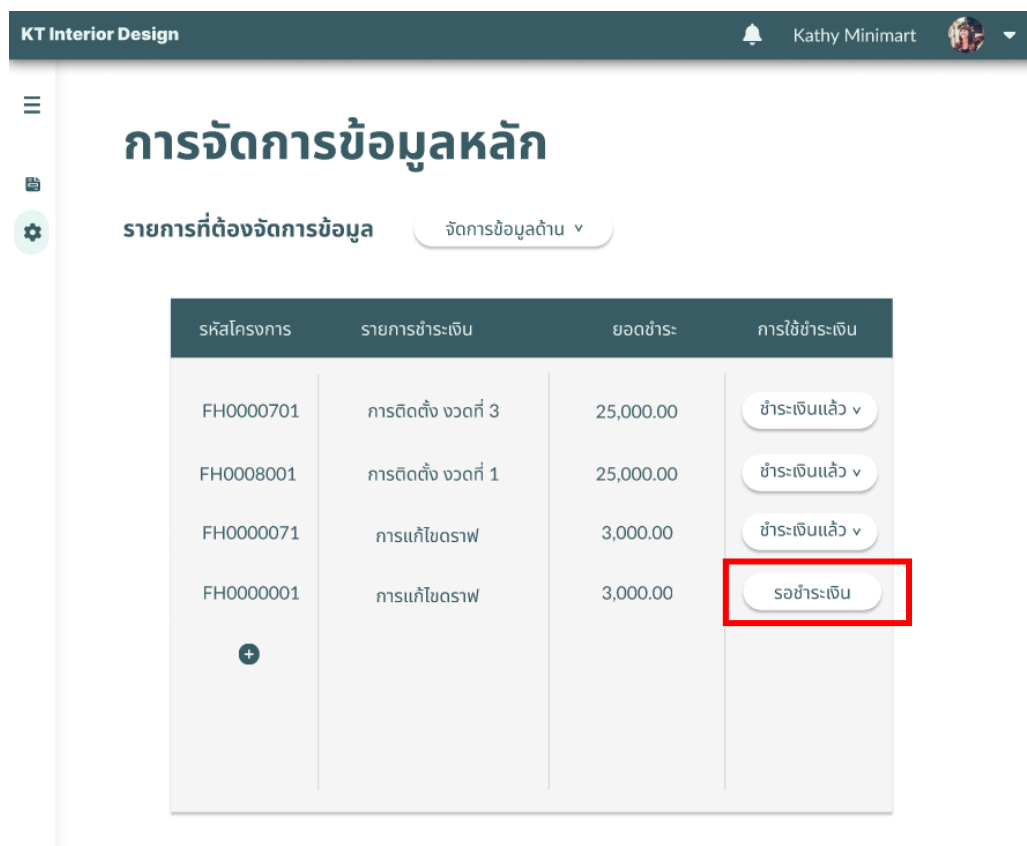 KT Interior Design Kathy Minimart
การจัดการข้อมูลหลัก
รายการที่ต้องจัดการข้อมูล จัดการข้อมูลด้าน
รหัสโครงการ รายการชำระเงิน ยอดชำระ การใช้ชำระเงิน
FH0000701 การติดตั้ง งวดที่ 3 25,000.00 ชำระเงินแล้ว
FH0008001 การติดตั้ง งวดที่ 1 25,000.00 ชำระเงินแล้ว
FH0000071 การแก้ไขดราฟ 3,000.00 ชำระเงินแล้ว
FH0000001 การแก้ไขดราฟ 3,000.00 รอชำระเงิน